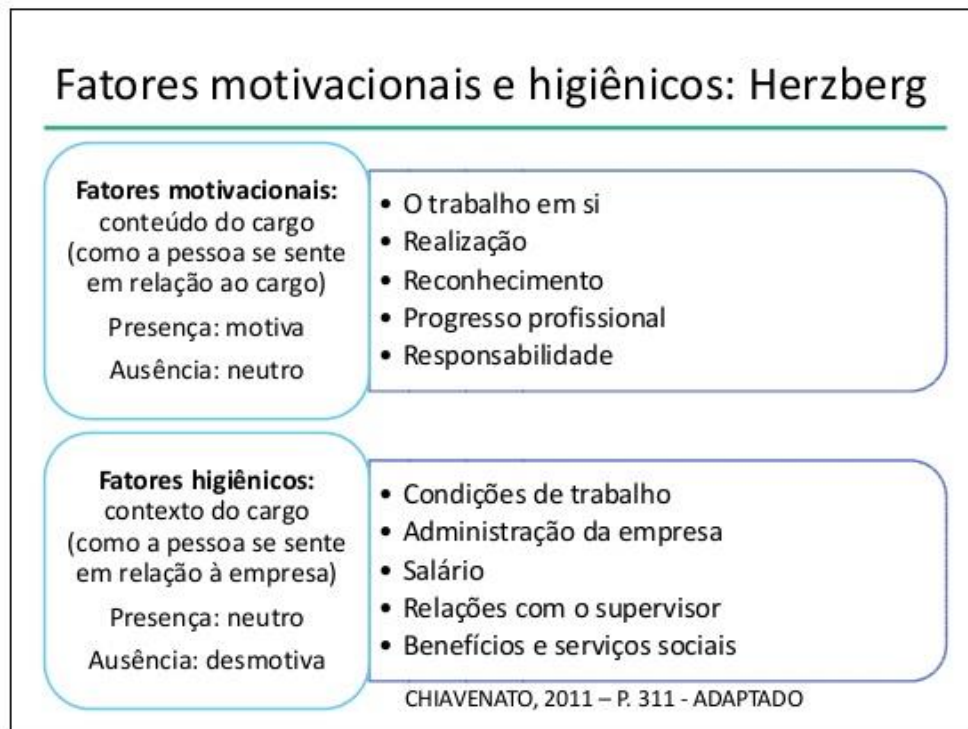 Fatores motivacionais e higiênicos: Herzberg
Fatores motivacionais:
conteúdo do cargo
(como a pessoa se sente
em relação ao cargo)
Presença: motiva
Ausência: neutro
• O trabalho em si
• Realização
• Reconhecimento
• Progresso profissional
• Responsabilidade
Fatores higiênicos:
contexto do cargo
(como a pessoa se sente
em relação à empresa)
Presença: neutro
Ausência: desmotiva
• Condições de trabalho
• Administração da empresa
• Salário
• Relações com o supervisor
• Benefícios e serviços sociais
CHIAVENATO, 2011 – P. 311 - ADAPTADO